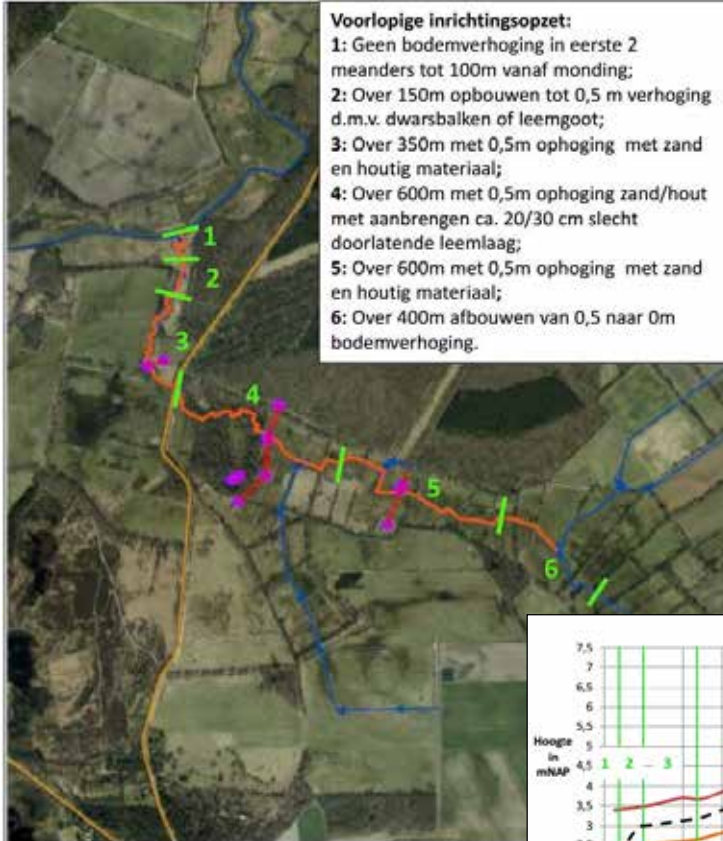 Voorlopige inrichtingsopzet:
1: Geen bodemverhoging in eerste 2
meanders tot 100m vanaf monding;
2: Over 150m opbouwen tot 0,5 m verhoging
d.m.v. dwarsbalken of leemgoot;
3: Over 350m met 0,5m ophoging met zand
en houtig materiaal;
4: Over 600m met 0,5m ophoging zand/hout
met aanbrengen ca. 20/30 cm slecht
doorlatende leemlaag;
5: Over 600m met 0,5m ophoging met zand
en houtig materiaal;
6: Over 400m afbouwen van 0,5 naar 0m
bodemverhoging.
1
2
3
4
5
6
7,5
7
6,5
6
5,5
5
Hoogte
in
mNAP
4,5
1 2 3
4
3,5
3